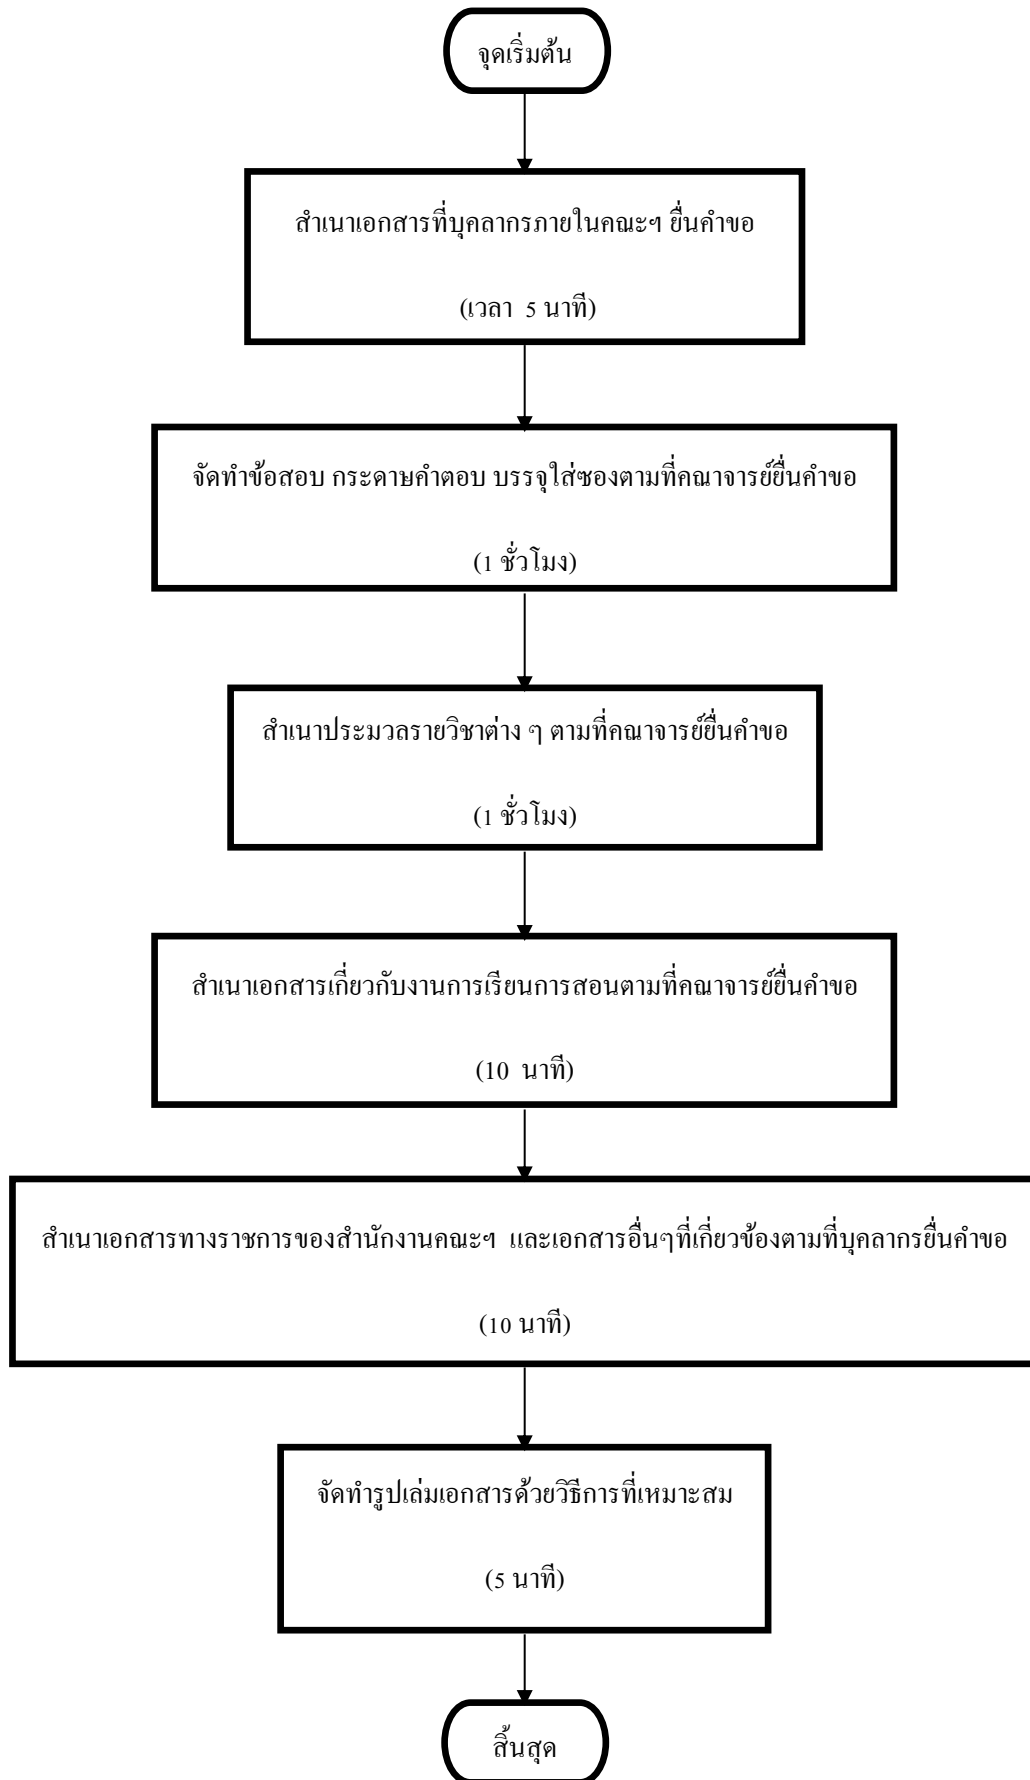 จุดเริ่มต้น
สำเนาเอกสารที่บุคลากรภายในคณะฯ ยื่นคำขอ
(เวลา 5 นาที)
จัดทำข้อสอบ กระดาษคำตอบ บรรจุใส่ซองตามที่คณาจารย์ยื่นคำขอ
(1 ชั่วโมง)
สำเนาประมวลรายวิชาต่าง ๆ ตามที่คณาจารย์ยื่นคำขอ
(1 ชั่วโมง)
สำเนาเอกสารเกี่ยวกับงานการเรียนการสอนตามที่คณาจารย์ยื่นคำขอ
(10 นาที)
สำเนาเอกสารทางราชการของสำนักงานคณะฯ และเอกสารอื่นๆที่เกี่ยวข้องตามที่บุคลากรยื่นคำขอ
(10 นาที)
จัดทำรูปเล่มเอกสารด้วยวิธีการที่เหมาะสม
(5 นาที)
สิ้นสุด